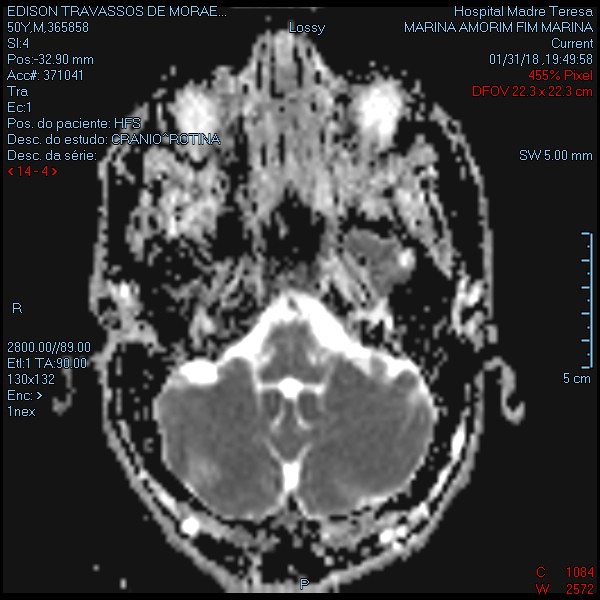 EDISON TRAVASSOS DE MORAE...
50Y,M,365858
Sl:4
Pos:-32.90 mm
Acc#: 371041
Tra
Ec:1
Pos. do paciente: HFS
Desc. do estudo: CRANIO^ROTINA
Desc. da série:
< 14 - 4 >
Lossy
Hospital Madre Teresa
MARINA AMORIM FIM MARINA
Current
01/31/18 ,19:49:58
455% Pixel
DFOV 22.3 x 22.3 cm
SW 5.00 mm
R
2800.00//89.00
Etl:1 TA:90.00
130x132
Enc: >
1nex
5 cm
P
C 1084
W 2572